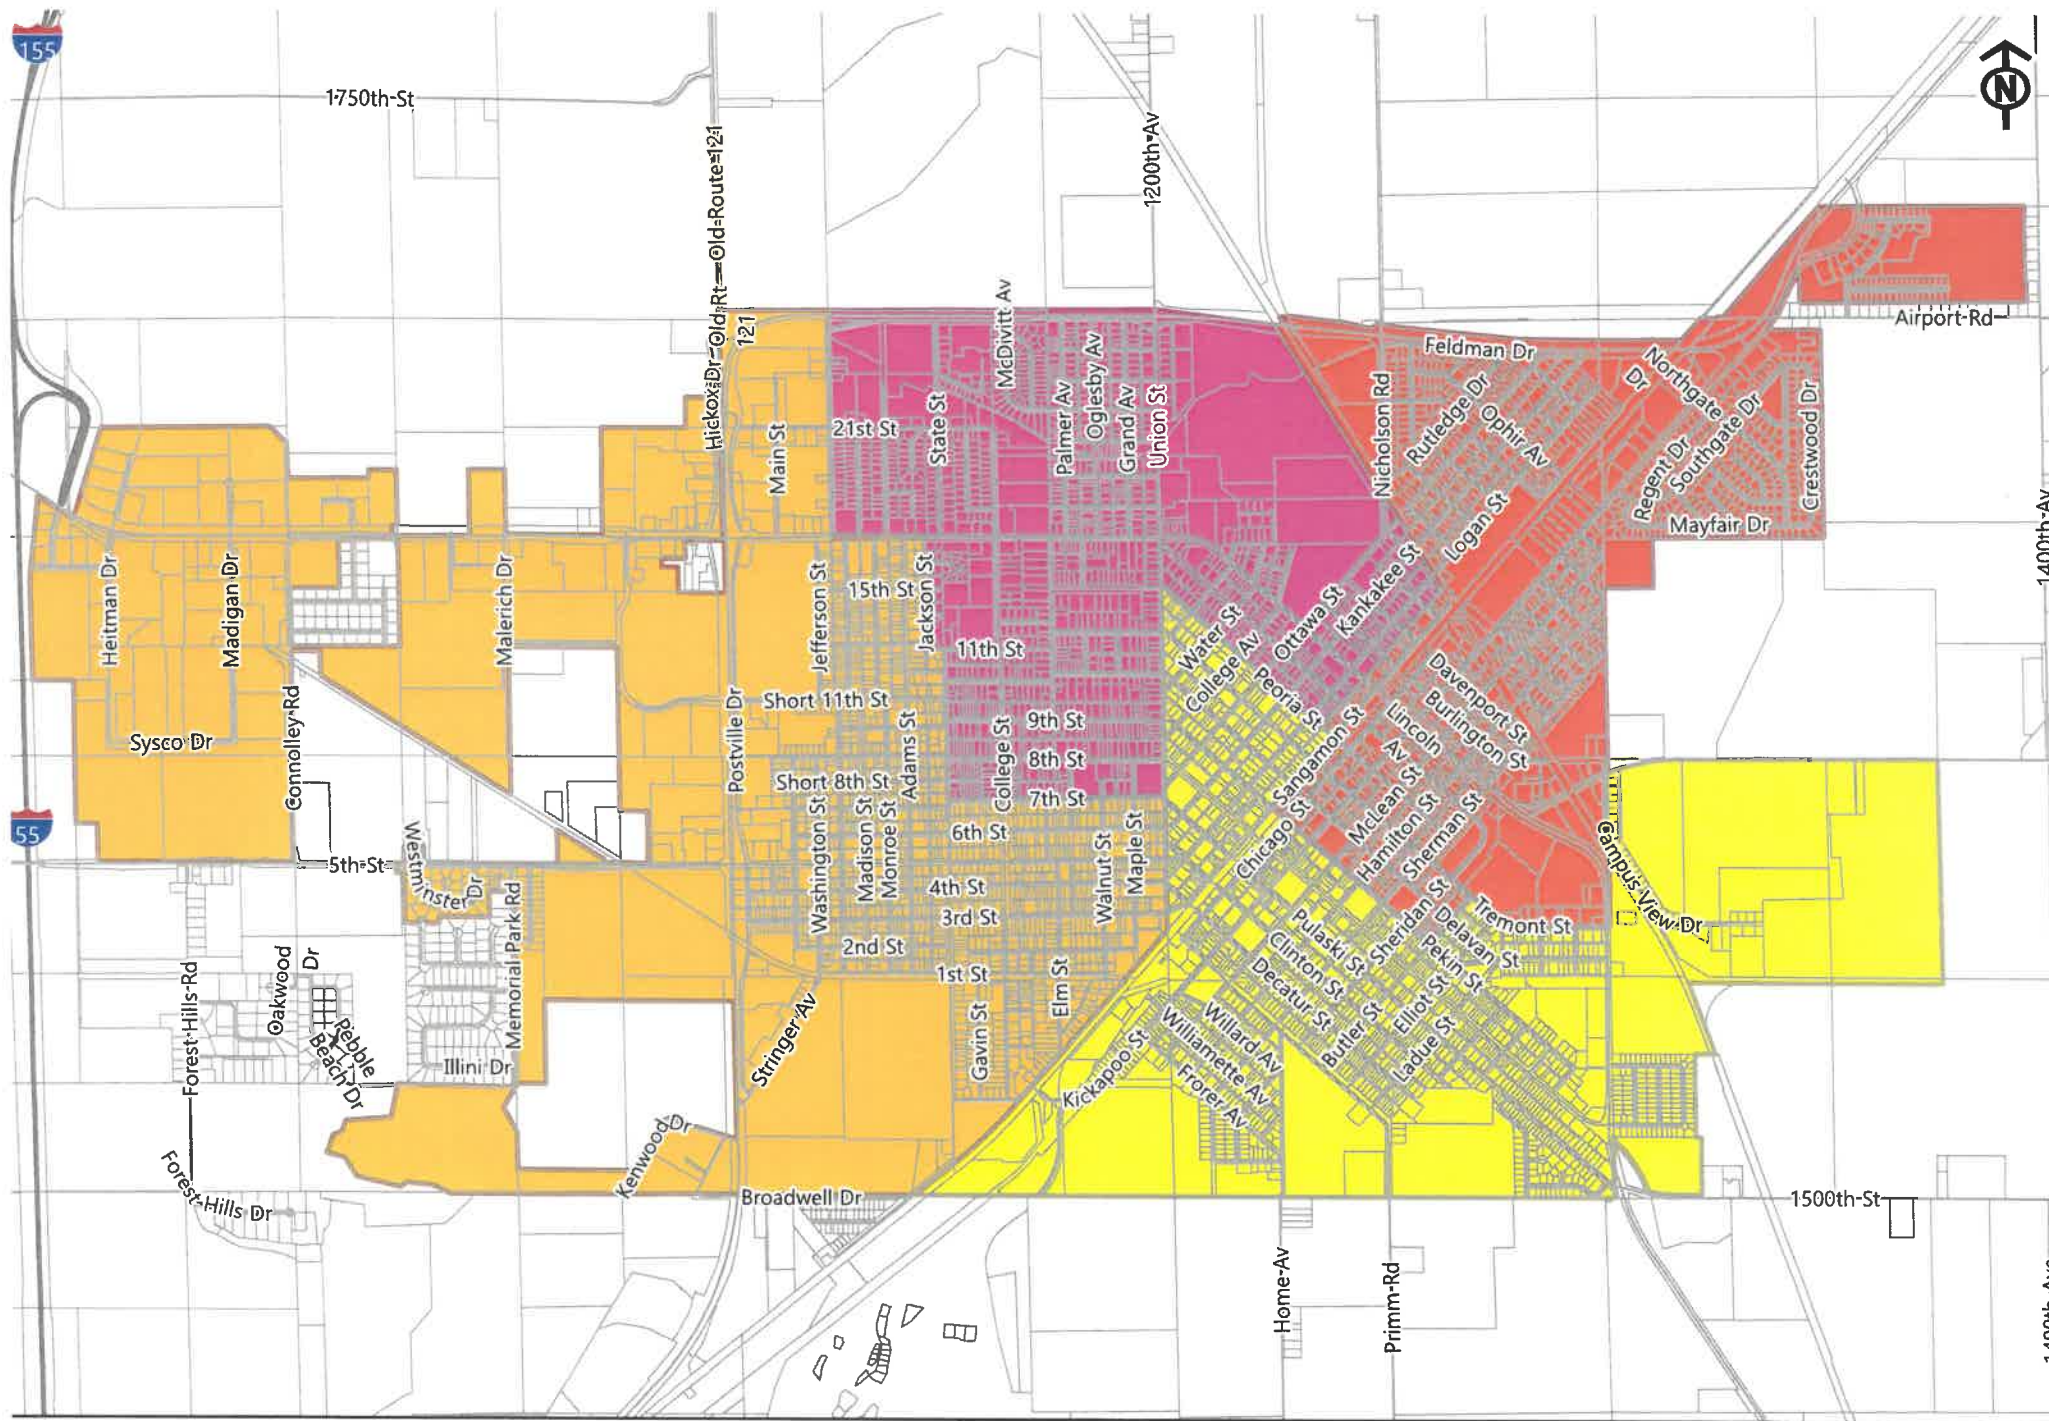 155
N
1750th-St
Hickox-Dr-Old-Rt--Old-Route-121
121
1200th-Av
McDivitt Av
Airport-Rd
Feldman Dr
Northgate
Dr
Nicholson Rd
Rutledge Dr
Ophir Av
Regent Dr
Southgate Dr
Crestwood Dr
Mayfair Dr
Logan St
Main St
21st St
State St
Palmer Av
Oglesby Av
Grand Av
Union St
1400th-Av
Heitman Dr
Madigan Dr
Malerich Dr
Jefferson St
15th St
Jackson St
11th St
Water St
College Av
Ottawa St
Kankakee St
Peoria St
Davenport St
Burlington St
Lincoln
Av
Connolley-Rd
Sysco Dr
Postville Dr
Short 11th St
Adams St
College St
9th St
8th St
7th St
Sangamon St
Chicago St
McLean St
Hamilton St
Sherman St
55
Short 8th St
Washington St
Madison St
Monroe St
6th St
4th St
3rd St
2nd St
1st St
Walnut St
Maple St
5th-St
Westminster Dr
Memorial Park Rd
Campus View Dr
Tremont St
Sheridan St
Delavan St
Pekin St
Pulaski St
Clinton St
Decatur St
Elliot St
Butler St
Ladue St
Forest-Hills-Rd
Oakwood
Dr
Pebble
Beach Dr
Illini Dr
Stringer Av
Gavin St
Elm St
Kickapoo St
Willard Av
Williamette Av
Frorer Av
Kenwood Dr
Forest-Hills Dr
Broadwell Dr
1500th-St
Home-Av
Primm-Rd